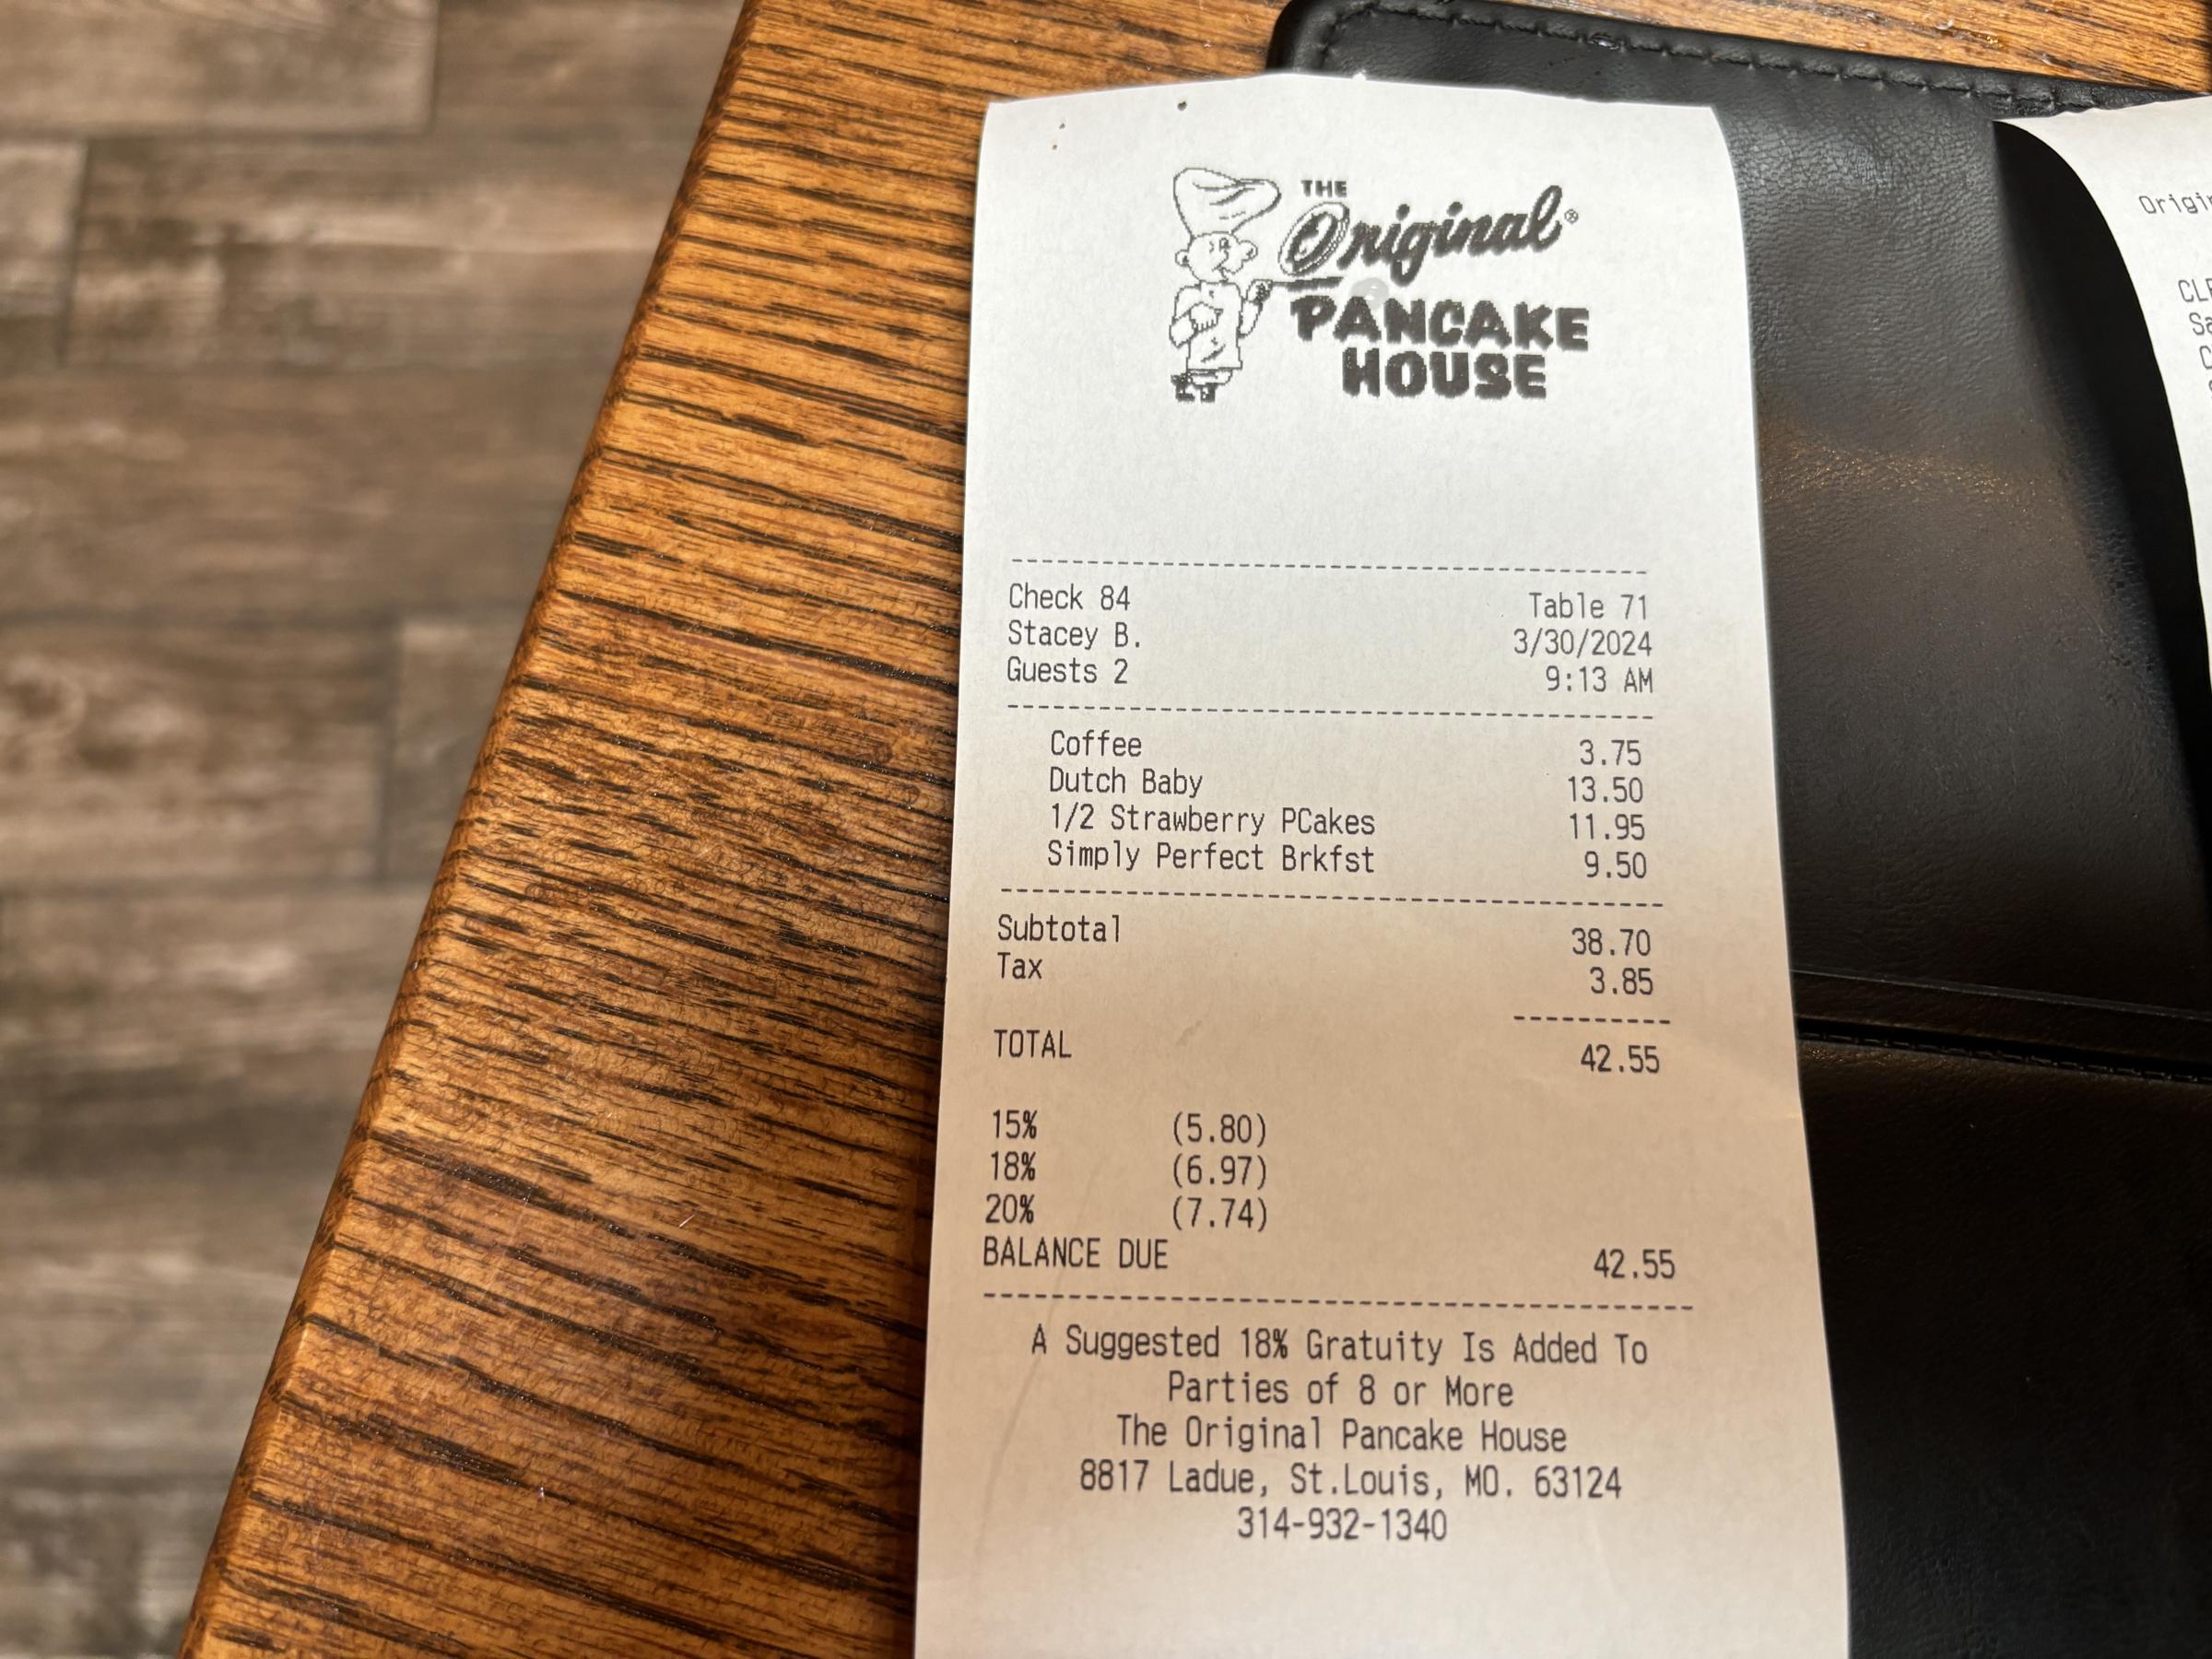 THE
Original®
PANCAKE
HOUSE
Check 84 Table 71
Stacey B. 3/30/2024
Guests 2 9:13 AM
Coffee 3.75
Dutch Baby 13.50
1/2 Strawberry PCakes 11.95
Simply Perfect Brkfst 9.50
Subtotal 38.70
Tax 3.85
TOTAL 42.55
15% (5.80)
18% (6.97)
20% (7.74)
BALANCE DUE 42.55
A Suggested 18% Gratuity Is Added To
Parties of 8 or More
The Original Pancake House
8817 Ladue, St.Louis, MO. 63124
314-932-1340